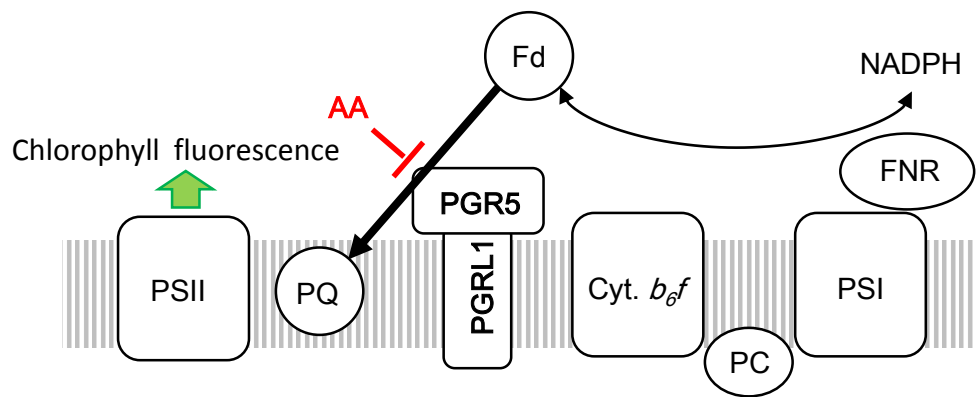 Fd
NADPH
AA
Chlorophyll fluorescence
FNR
PGR5
PSII
PQ
PGRL1
Cyt. b6f
PSI
PC